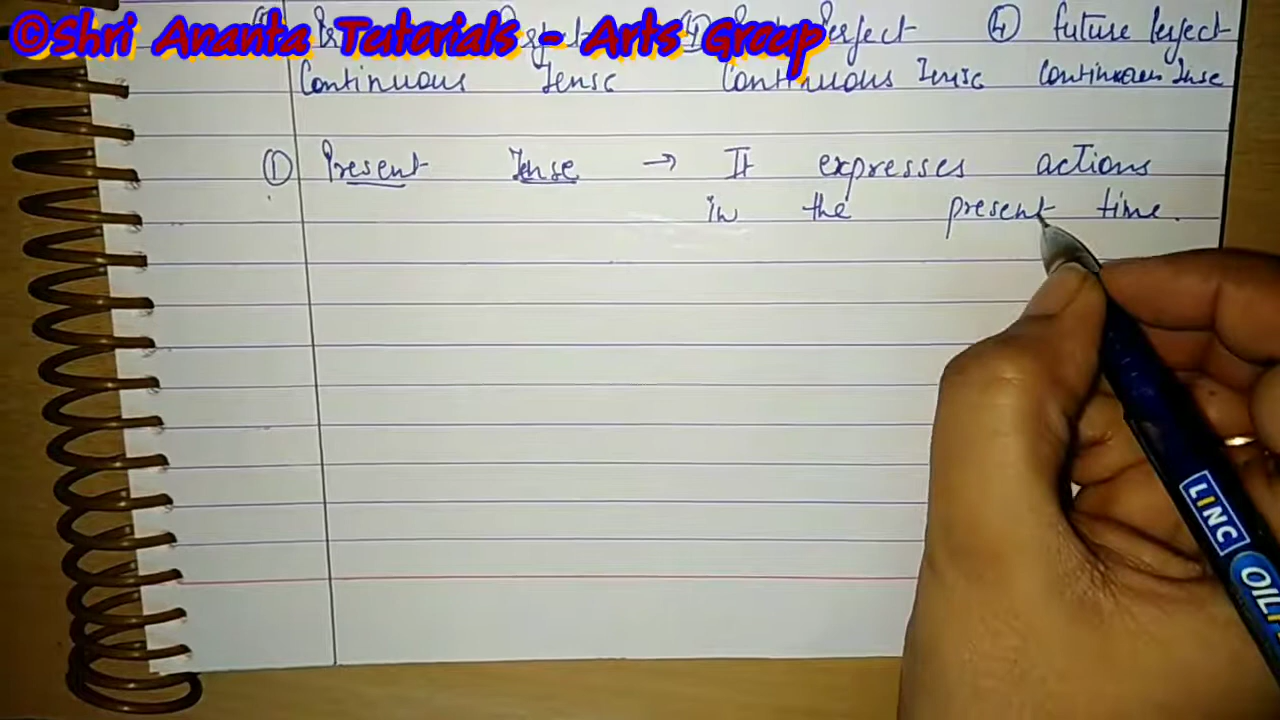 ©Shri Ananta Tutorials - Arts Group
Perfect ④ future Perfect
Continuous Tense Continuous Tense Continuous Tense
① Present Tense → It expresses actions
in the present time.
LINC